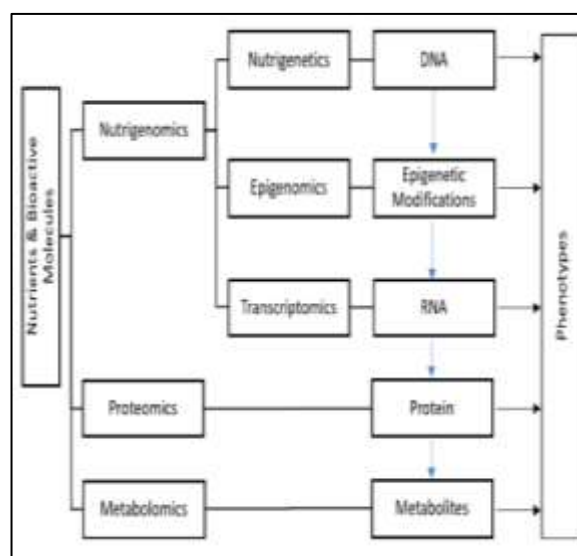 Nutrients & Bioactive
Molecules
Nutrigenomics
Proteomics
Metabolomics
Nutrigenetics
Epigenomics
Transcriptomics
DNA
Epigenetic
Modifications
RNA
Protein
Metabolites
Phenotypes